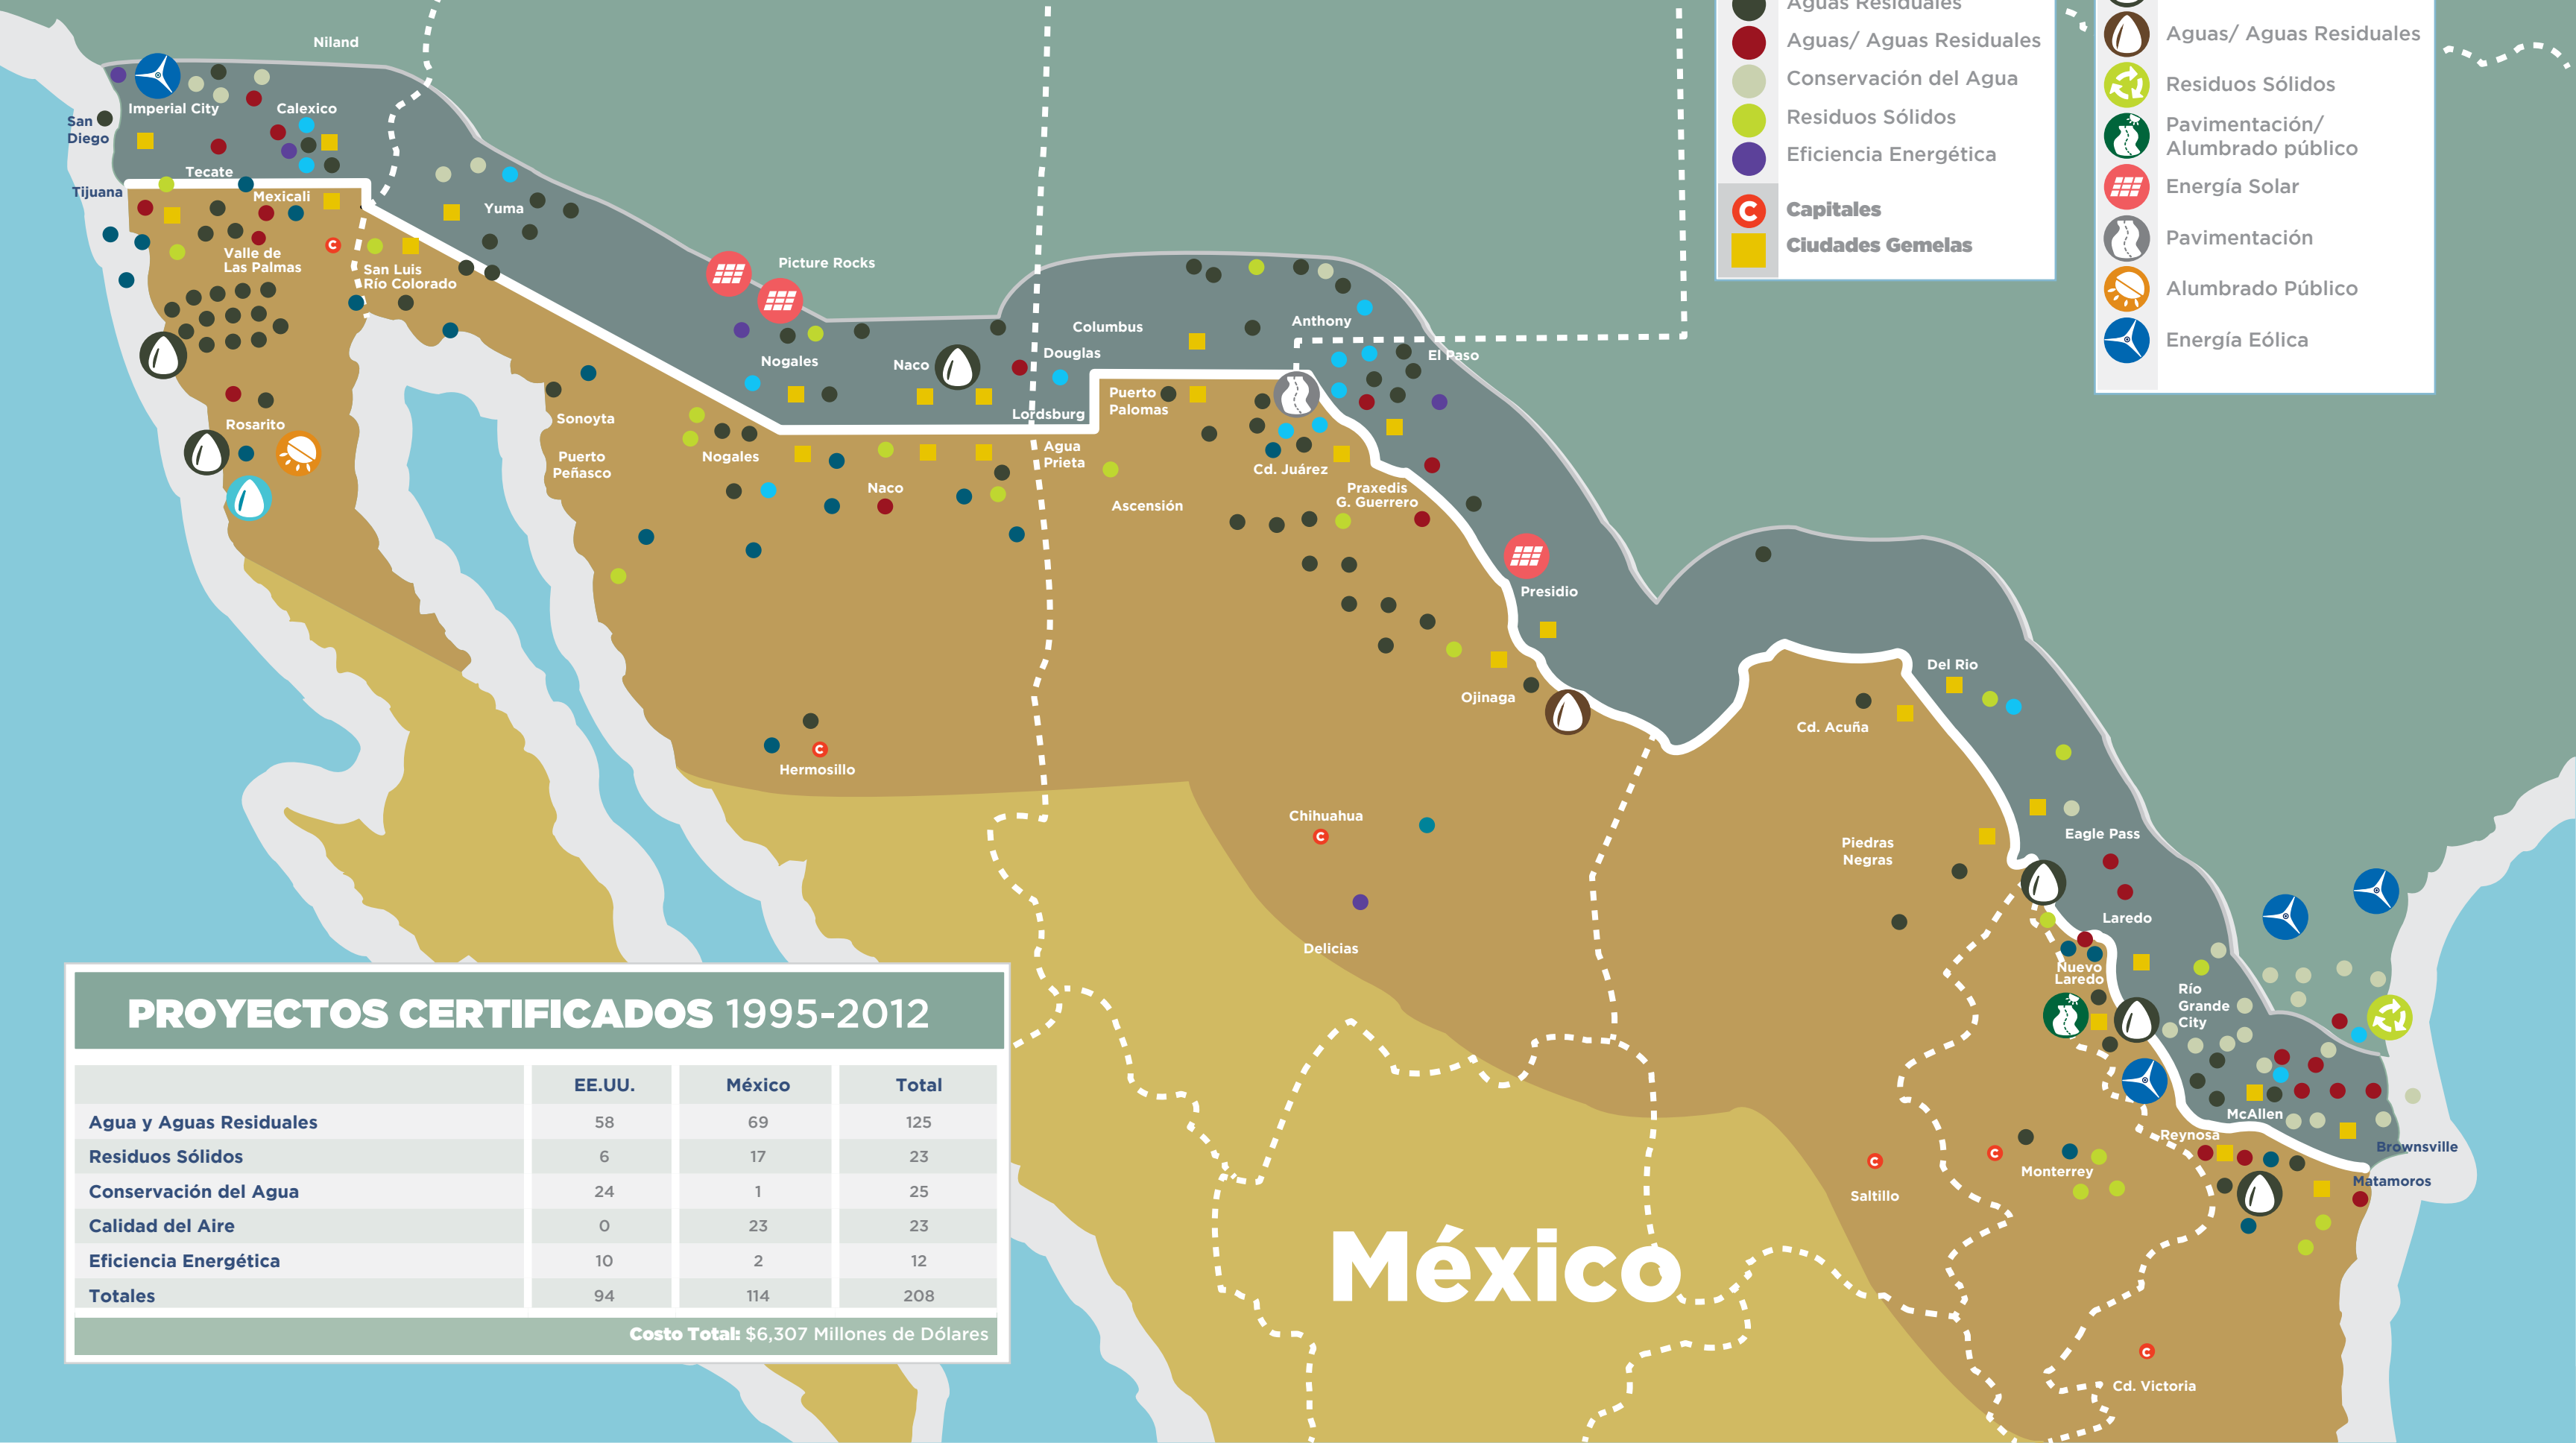 Aguas Residuales
Aguas/ Aguas Residuales
Conservación del Agua
Residuos Sólidos
Eficiencia Energética
C Capitales
Ciudades Gemelas
Aguas/ Aguas Residuales
Residuos Sólidos
Pavimentación/
Alumbrado público
Energía Solar
Pavimentación
Alumbrado Público
Energía Eólica
Niland
Imperial City
Calexico
San
Diego
Tecate
Tijuana
Mexicali
Yuma
Valle de
Las Palmas
C
San Luis
Río Colorado
Picture Rocks
Columbus
Anthony
Douglas
El Paso
Nogales
Naco
Puerto
Palomas
Lordsburg
Rosarito
Sonoyta
Puerto
Peñasco
Nogales
Agua
Prieta
Cd. Juárez
Naco
Praxedis
G. Guerrero
Ascensión
Presidio
Ojinaga
Del Rio
Cd. Acuña
C
Hermosillo
Chihuahua
C
Eagle Pass
Piedras
Negras
Laredo
Delicias
Nuevo
Laredo
Río
Grande
City
McAllen
Reynosa
Brownsville
Matamoros
C
C
Monterrey
Saltillo
México
C
Cd. Victoria
PROYECTOS CERTIFICADOS 1995-2012
EE.UU. México Total
Agua y Aguas Residuales 58 69 125
Residuos Sólidos 6 17 23
Conservación del Agua 24 1 25
Calidad del Aire 0 23 23
Eficiencia Energética 10 2 12
Totales 94 114 208
Costo Total: $6,307 Millones de Dólares